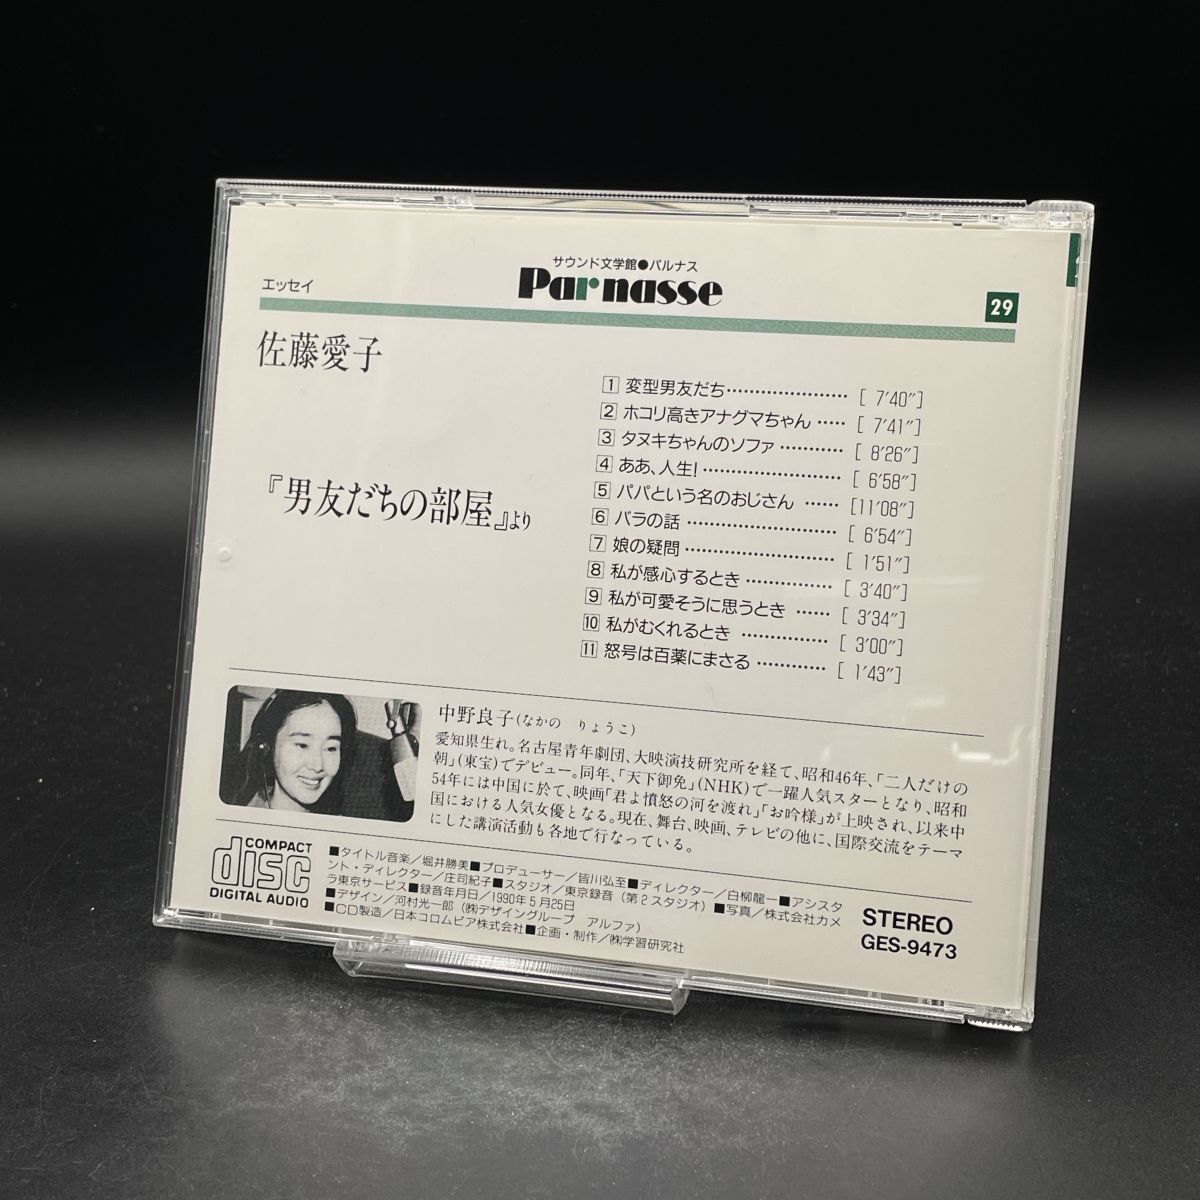 サウンド文学館●パルナス
Parnasse
エッセイ
29
佐藤愛子
『男友だちの部屋』より
1 変型男友だち…………………[ 7′40″]
2 ホコリ高きアナグマちゃん……[ 7′41″]
3 タヌキちゃんのソファ…………[ 8′26″]
4 ああ、人生!……………………[ 6′58″]
5 パパという名のおじさん ……[11′08″]
6 バラの話 ………………………[ 6′54″]
7 娘の疑問 ………………………[ 1′51″]
8 私が感心するとき………………[ 3′40″]
9 私が可愛そうに思うとき ……[ 3′34″]
10 私がむくれるとき ……………[ 3′00″]
11 怒号は百薬にまさる …………[ 1′43″]
中野良子(なかの りょうこ)
愛知県生れ。名古屋青年劇団、大映演技研究所を経て、昭和46年、「二人だけの
朝」(東宝)でデビュー。同年、「天下御免」(NHK)で一躍人気スターとなり、昭和
54年には中国に於て、映画「君よ憤怒の河を渡れ」「お吟様」が上映され、以来中
国における人気女優となる。現在、舞台、映画、テレビの他に、国際交流をテーマ
にした講演活動も各地で行なっている。
COMPACT
disc
DIGITAL AUDIO
■タイトル音楽/堀井勝美■プロデューサー/皆川弘至■ディレクター/白柳龍一■アシスタ
ント・ディレクター/庄司紀子■スタジオ/東京録音(第2スタジオ)■写真/株式会社カメ
ラ東京サービス■録音年月日/1990年5月25日
■デザイン/河村光一郎(㈱デザイングループ アルファ)
■CD製造/日本コロムビア株式会社■企画・制作/㈱学習研究社
STEREO
GES-9473